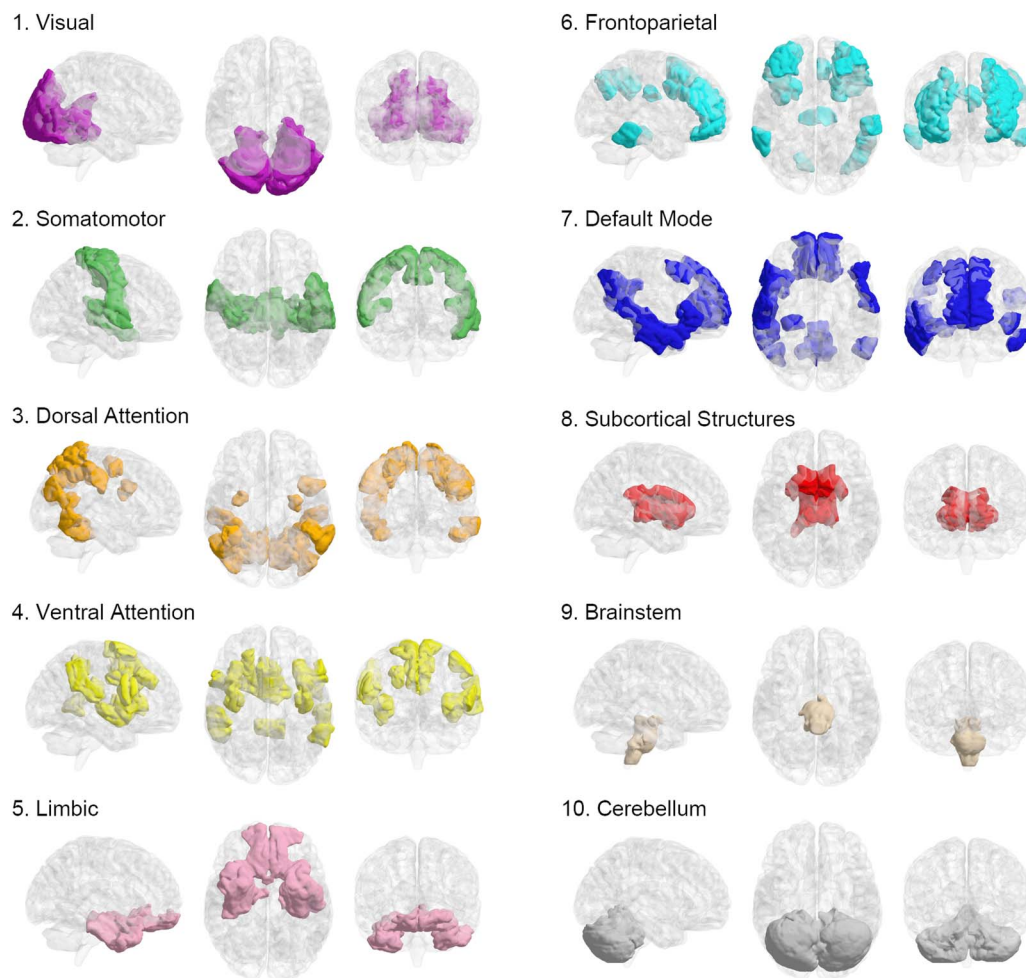 1. Visual
2. Somatomotor
3. Dorsal Attention
4. Ventral Attention
5. Limbic
6. Frontoparietal
7. Default Mode
8. Subcortical Structures
9. Brainstem
10. Cerebellum